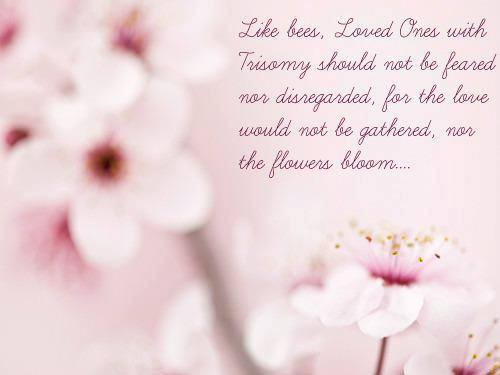 Like bees, Loved Ones with
Trisomy should not be feared
nor disregarded, for the love
would not be gathered, nor
the flowers bloom....